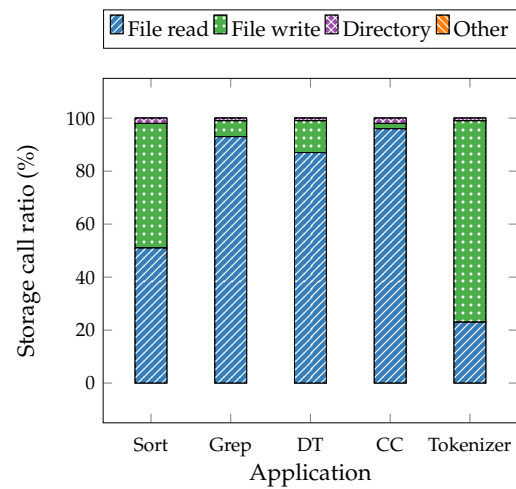 File read File write Directory Other
100
80
60
40
20
0
Storage call ratio (%)
Sort Grep DT CC Tokenizer
Application